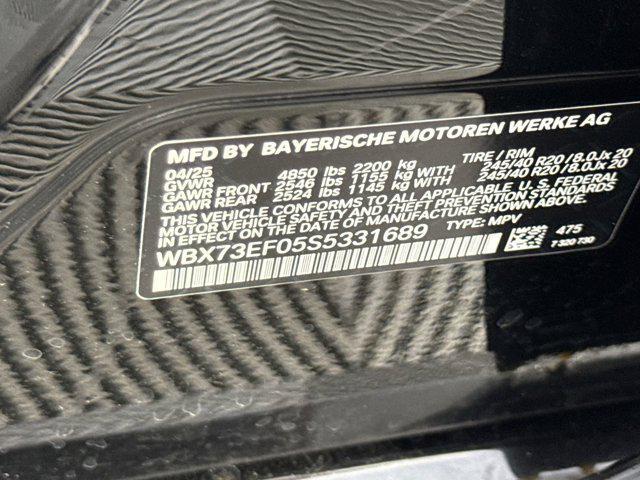 MFD BY BAYERISCHE MOTOREN WERKE AG
04/25 4850 lbs 2200 kg TIRE / RIM
GVWR 2546 lbs 1155 kg WITH 245/40 R20 / 8.0Jx 20
GAWR FRONT 2524 lbs 1145 kg WITH 245/40 R20 / 8.0Jx 20
GAWR REAR
THIS VEHICLE CONFORMS TO ALL APPLICABLE U. S. FEDERAL
MOTOR VEHICLE SAFETY AND THEFT PREVENTION STANDARDS
IN EFFECT ON DATE OF MANUFACTURE SHOWN ABOVE.
WBX73EF05S5331689 TYPE: MPV
475
7 320 730